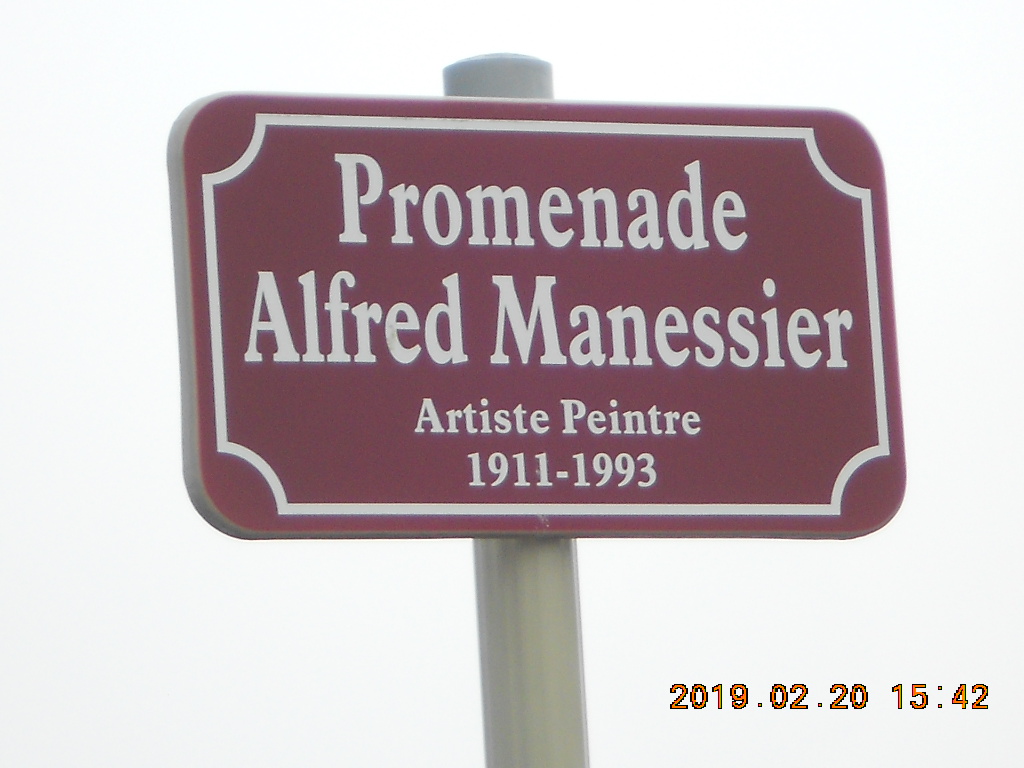 Promenade
Alfred Manessier
Artiste Peintre
1911-1993
2019.02.20 15:42